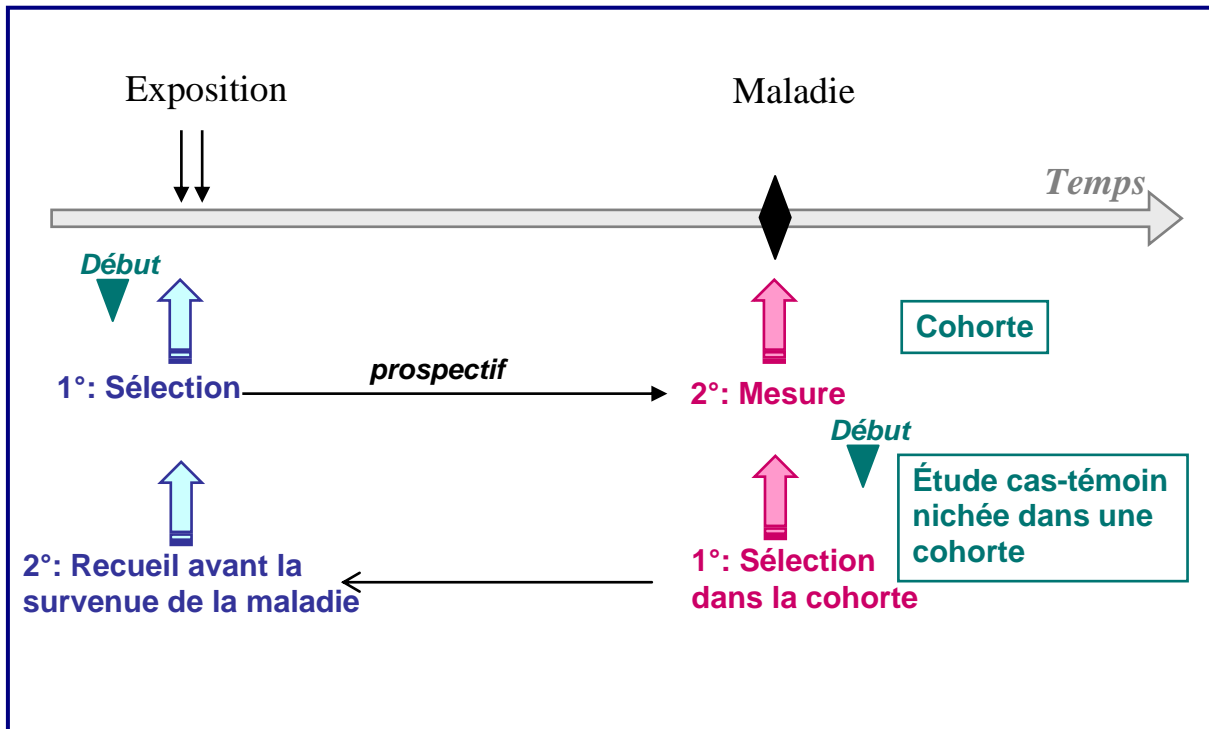 Exposition
Maladie
Temps
Début
Cohorte
1°: Sélection
prospectif
2°: Mesure
Début
Étude cas-témoin
nichée dans une
cohorte
2°: Recueil avant la
survenue de la maladie
1°: Sélection
dans la cohorte